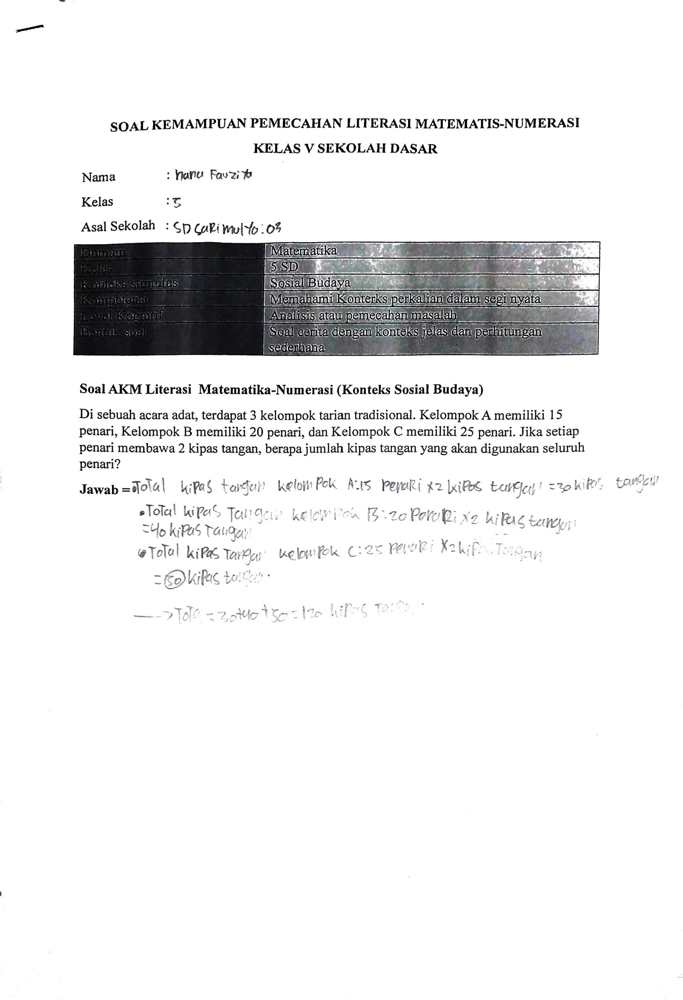 SOAL KEMAMPUAN PEMECAHAN LITERASI MATEMATIS-NUMERASI
KELAS V SEKOLAH DASAR
Nama : hanu Fauzi
Kelas : 5
Asal Sekolah : SD SaRimulyo:03
Domain Matematika
Kelas 5 SD
Konteks stimulus Sosial Budaya
Kompetensi Memahami Konterks perkalian dalam segi nyata
Level Kognitif Analisis atau pemecahan masalah
Bentuk soal Soal cerita dengan konteks jelas dan perhitungan
sederhana
Soal AKM Literasi Matematika-Numerasi (Konteks Sosial Budaya)
Di sebuah acara adat, terdapat 3 kelompok tarian tradisional. Kelompok A memiliki 15
penari, Kelompok B memiliki 20 penari, dan Kelompok C memiliki 25 penari. Jika setiap
penari membawa 2 kipas tangan, berapa jumlah kipas tangan yang akan digunakan seluruh
penari?
Jawab = •ToTal kiPas tangan kelomPok A:15 PenaRi x2 kiPas tangan =30 kiPas tangan
•ToTal kiPas Tangan kelomPok B:20 PenaRi x2 kiPas tangan
=40 kiPas Tangan
•ToTal kiPas Tangan kelomPok C:25 PenaRi x2 kiPas Tangan
=50 kiPas tangan.
→ ToTal = 30+40+50=120 kiPas Tangan